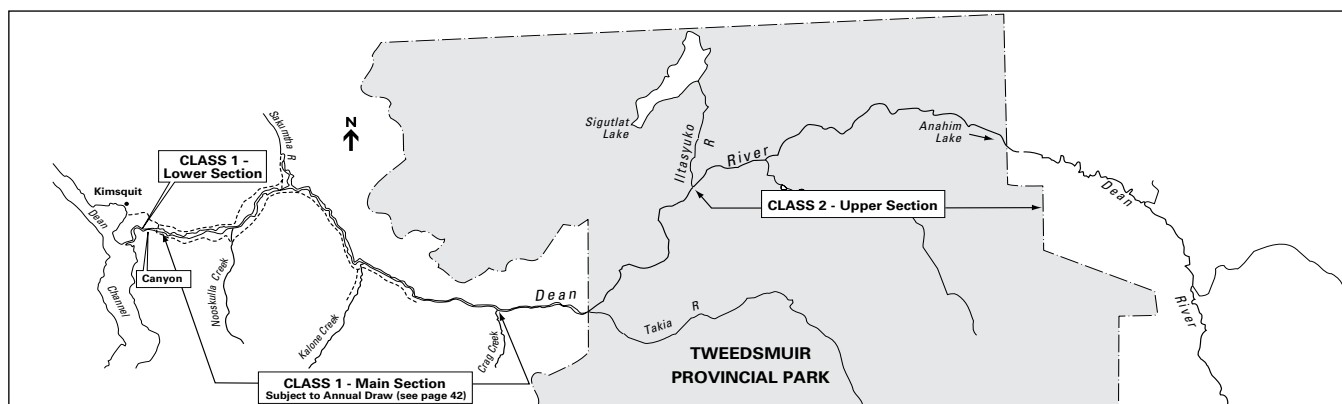 Sigutlat
Lake
Iltasyuko
R
River
Anahim
Lake
Dean
River
N
Sakumtha R
CLASS 1 -
Lower Section
Kimsquit
Dean
Channel
Canyon
Nooskulla Creek
Kalone Creek
Crag Creek
Dean
Takia R
CLASS 2 - Upper Section
TWEEDSMUIR
PROVINCIAL PARK
CLASS 1 - Main Section
Subject to Annual Draw (see page 42)